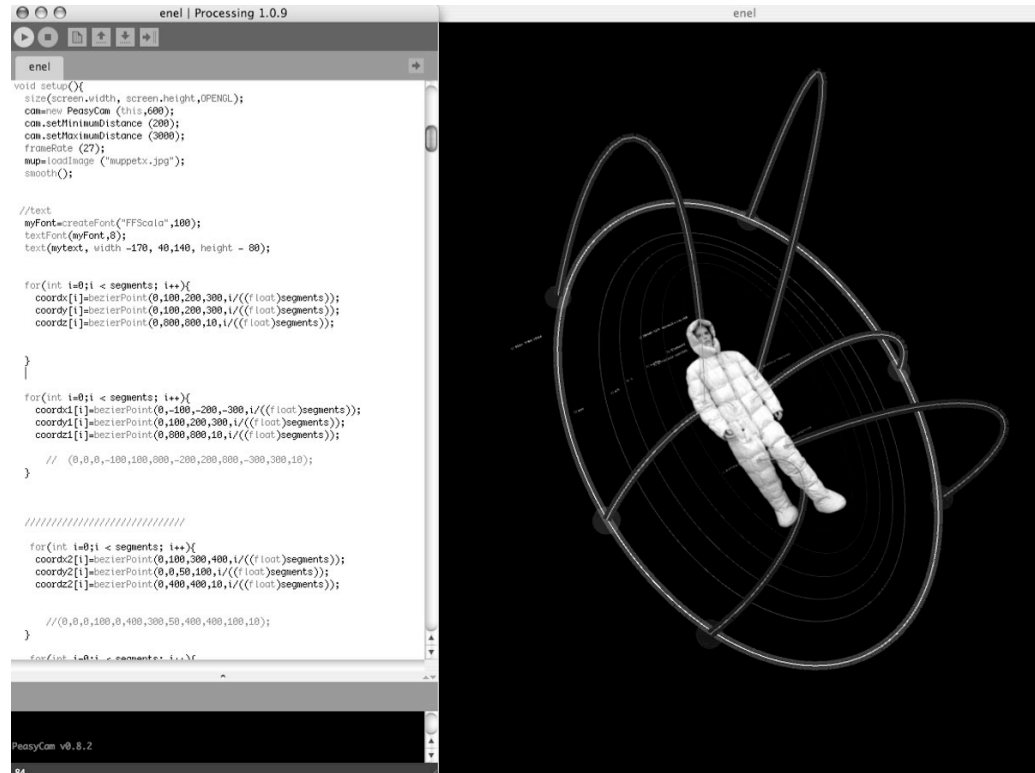 enel | Processing 1.0.9
enel
enel
void setup(){
size(screen.width, screen.height,OPENGL);
cam=new PeasyCam (this,600);
cam.setMinimumDistance (200);
cam.setMaximumDistance (3000);
frameRate (27);
mup=loadImage ("muppetx.jpg");
smooth();
//text
myFont=createFont("FFScala",100);
textFont(myFont,8);
text(mytext, width -170, 40,140, height - 80);
for(int i=0;i < segments; i++){
coordx[i]=bezierPoint(0,100,200,300,i/((float)segments));
coordy[i]=bezierPoint(0,100,200,300,i/((float)segments));
coordz[i]=bezierPoint(0,800,800,10,i/((float)segments));
}
for(int i=0;i < segments; i++){
coordx1[i]=bezierPoint(0,-100,-200,-300,i/((float)segments));
coordy1[i]=bezierPoint(0,100,200,300,i/((float)segments));
coordz1[i]=bezierPoint(0,800,800,10,i/((float)segments));
// (0,0,0,-100,100,800,-200,200,800,-300,300,10);
}
//////////////////////////////
for(int i=0;i < segments; i++){
coordx2[i]=bezierPoint(0,100,300,400,i/((float)segments));
coordy2[i]=bezierPoint(0,0,50,100,i/((float)segments));
coordz2[i]=bezierPoint(0,400,400,10,i/((float)segments));
//(0,0,0,100,0,400,300,50,400,400,100,10);
}
for(int i=0;i < segments; i++){
PeasyCam v0.8.2
84